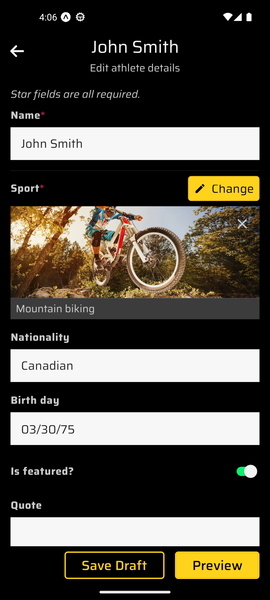 4:06
John Smith
Edit athlete details
Star fields are all required.
Name*
John Smith
Sport*
Change
Mountain biking
Nationality
Canadian
Birth day
03/30/75
Is featured?
Quote
Save Draft
Preview